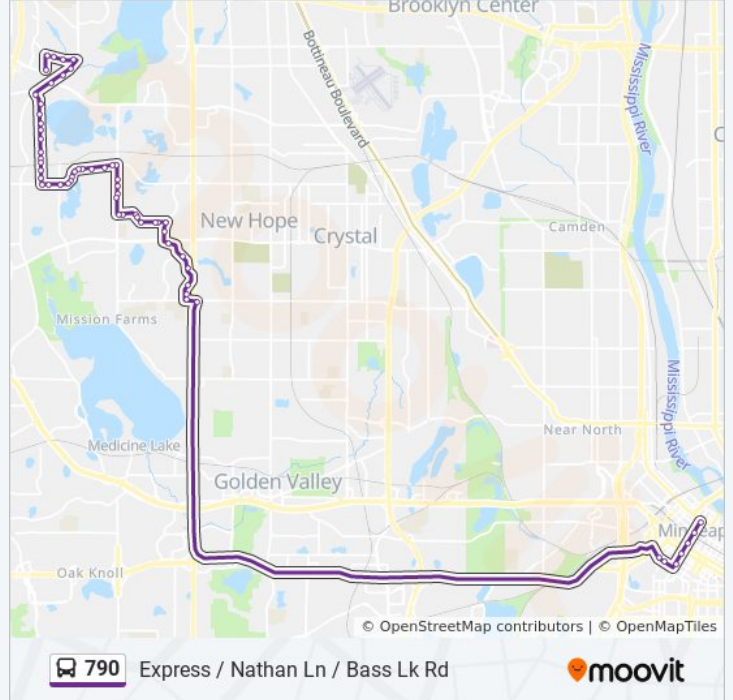 Brooklyn Center
Bottineau Boulevard
Mississippi River
C
New Hope
Crystal
Camden
Mission Farms
Mississippi River
Medicine Lake
Near North
Golden Valley
Minneap
Oak Knoll
© OpenStreetMap contributors | © OpenMapTiles
790 Express / Nathan Ln / Bass Lk Rd
moovit